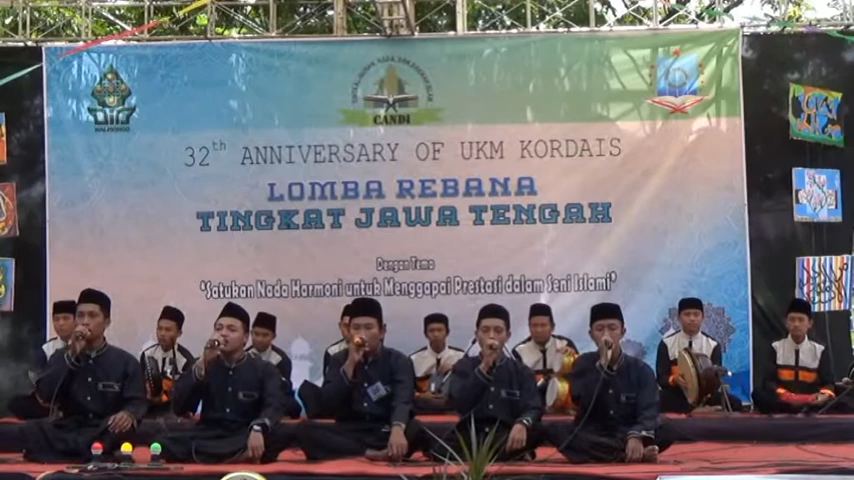 CANDI
WALISONGO
32th ANNIVERSARY OF UKM KORDAIS
LOMBA REBANA
TINGKAT JAWA TENGAH
Dengan Tema
"Satukan Nada Harmoni untuk Menggapai Prestasi dalam Seni Islami"